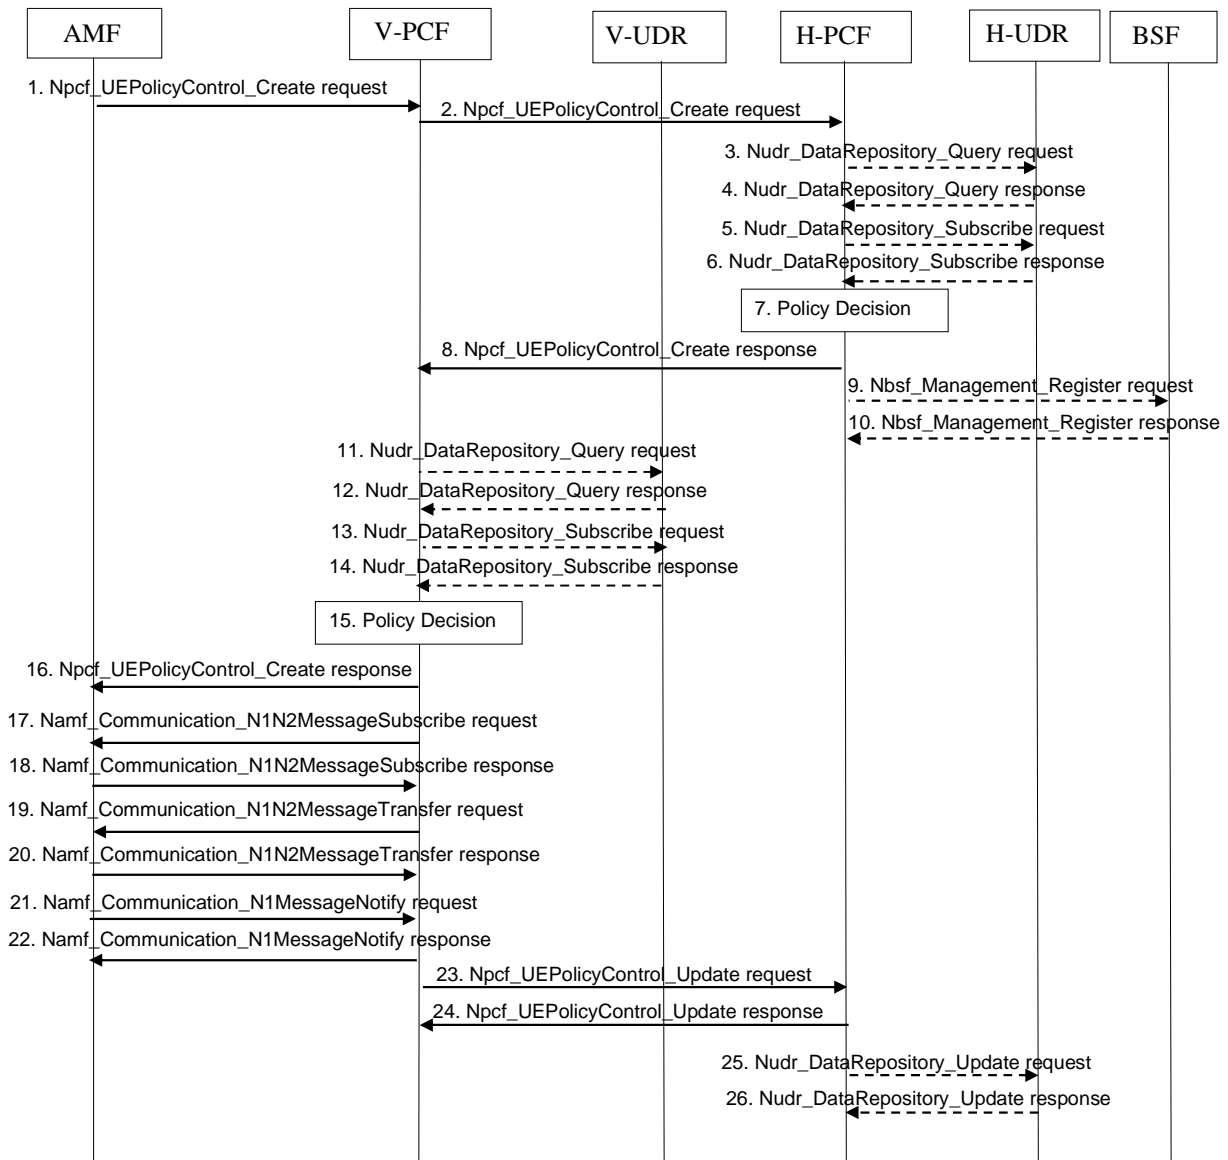 AMF
V-PCF
V-UDR
H-PCF
H-UDR
BSF
1. Npcf_UEPolicyControl_Create request
2. Npcf_UEPolicyControl_Create request
3. Nudr_DataRepository_Query request
4. Nudr_DataRepository_Query response
5. Nudr_DataRepository_Subscribe request
6. Nudr_DataRepository_Subscribe response
7. Policy Decision
8. Npcf_UEPolicyControl_Create response
9. Nbsf_Management_Register request
10. Nbsf_Management_Register response
11. Nudr_DataRepository_Query request
12. Nudr_DataRepository_Query response
13. Nudr_DataRepository_Subscribe request
14. Nudr_DataRepository_Subscribe response
15. Policy Decision
16. Npcf_UEPolicyControl_Create response
17. Namf_Communication_N1N2MessageSubscribe request
18. Namf_Communication_N1N2MessageSubscribe response
19. Namf_Communication_N1N2MessageTransfer request
20. Namf_Communication_N1N2MessageTransfer response
21. Namf_Communication_N1MessageNotify request
22. Namf_Communication_N1MessageNotify response
23. Npcf_UEPolicyControl_Update request
24. Npcf_UEPolicyControl_Update response
25. Nudr_DataRepository_Update request
26. Nudr_DataRepository_Update response